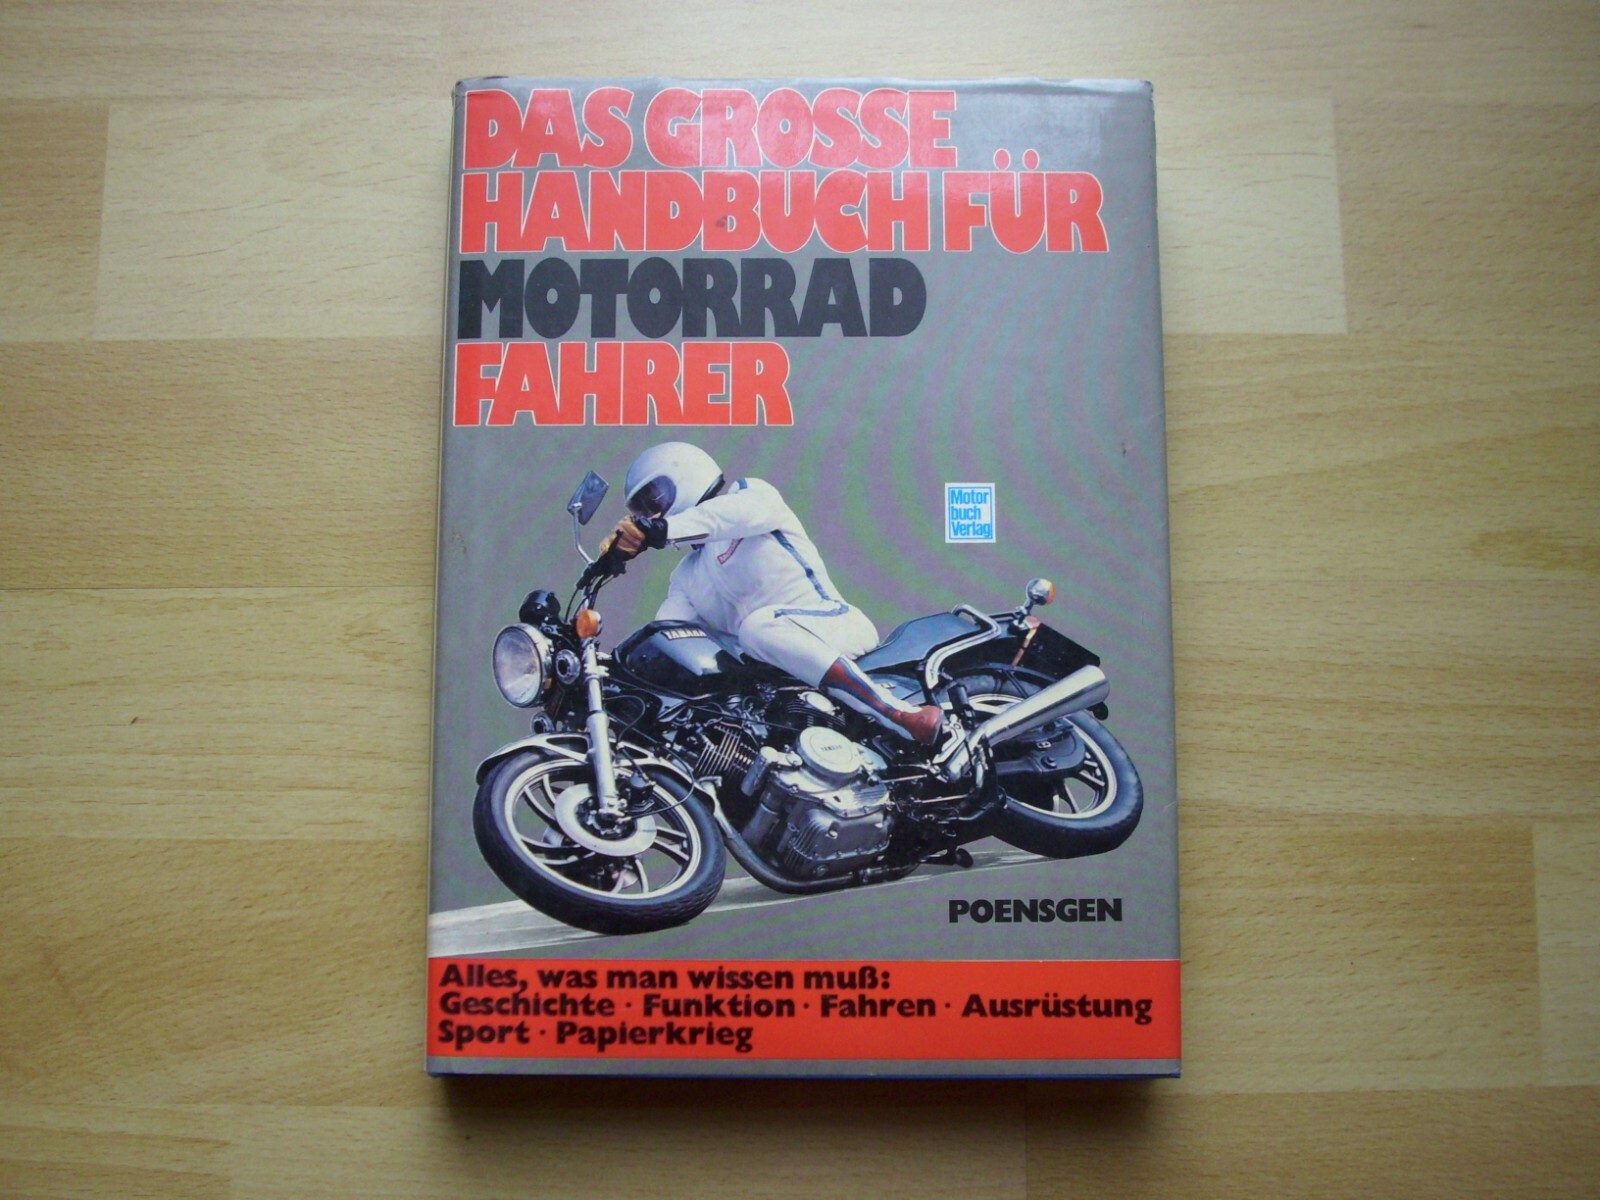 DAS GROSSE
HANDBUCH FÜR
MOTORRAD
FAHRER
Motor
buch
Verlag
YAMAHA
YAMAHA
POENSGEN
Alles, was man wissen muß:
Geschichte · Funktion · Fahren · Ausrüstung
Sport · Papierkrieg